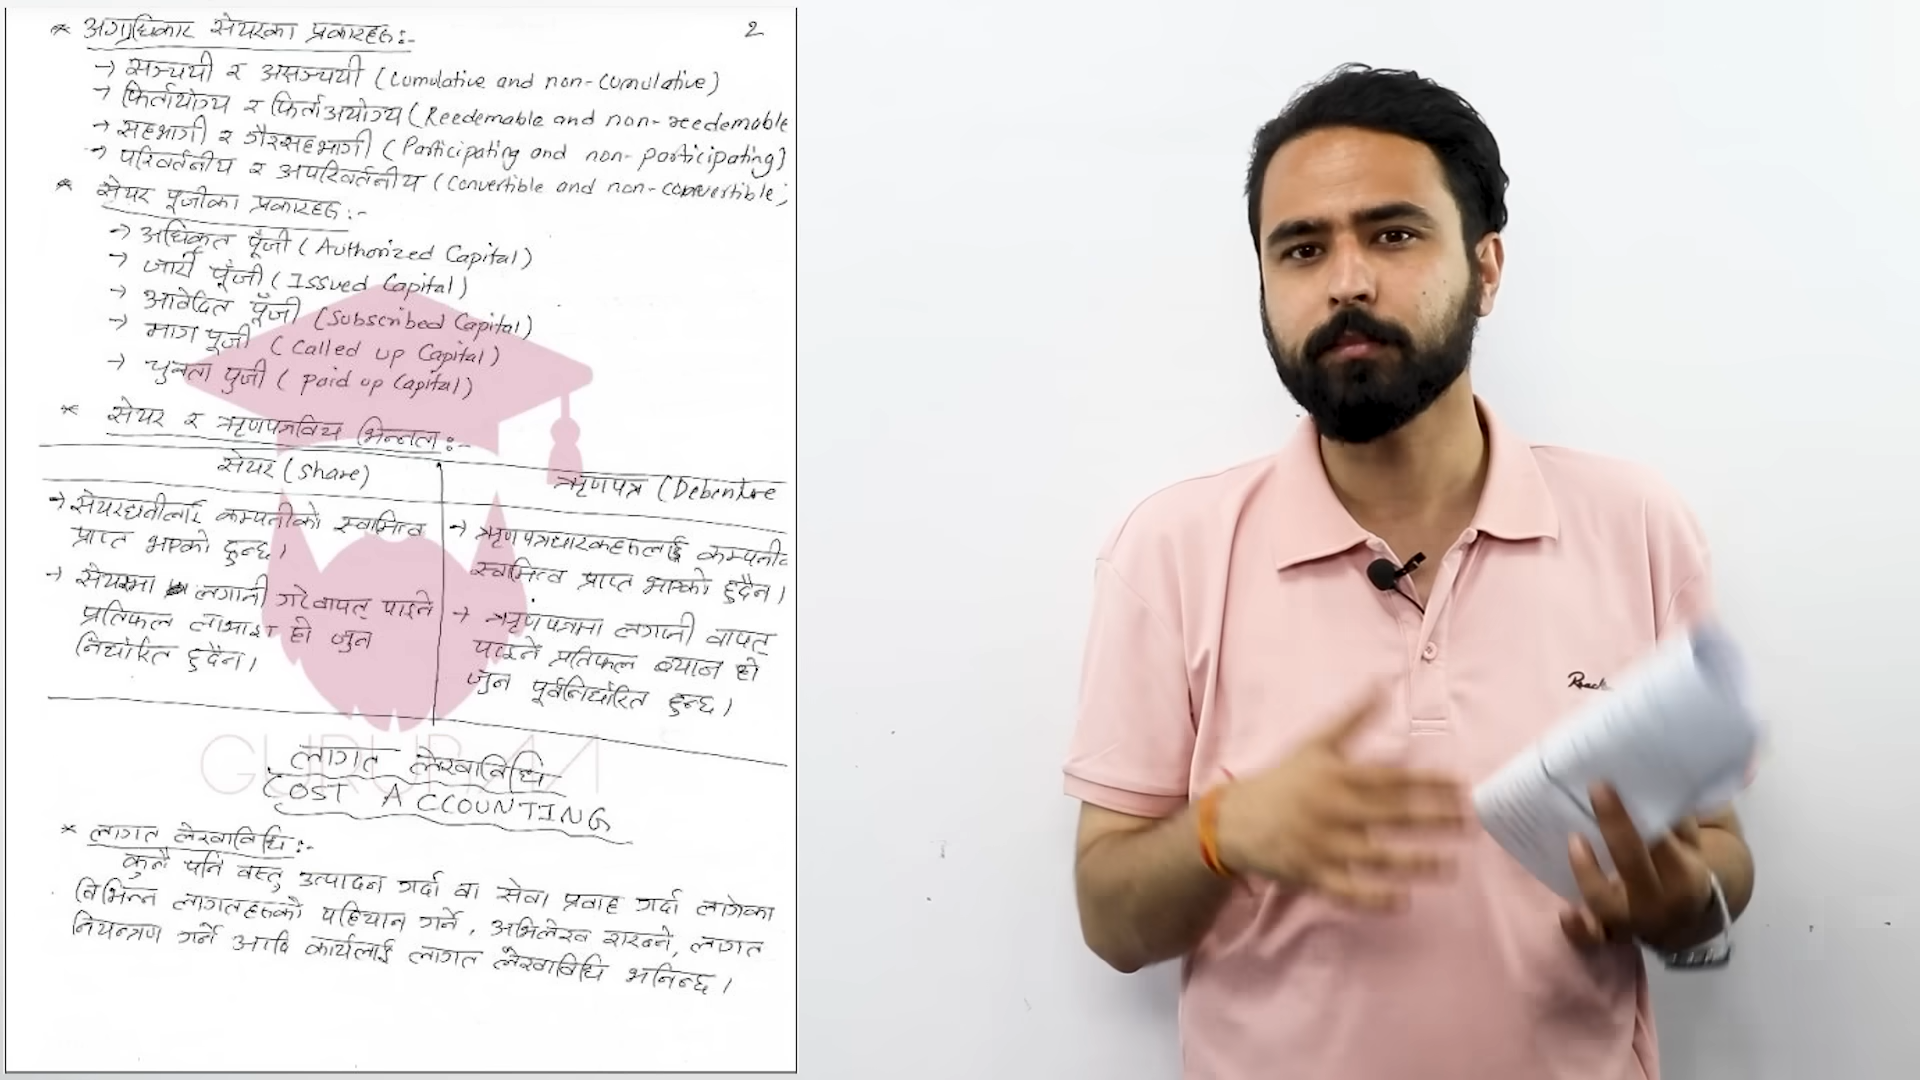 2
* अग्राधिकार सेयरका प्रकारहरु :-
→ सञ्चयी र असञ्चयी (Cumulative and non-cumulative)
→ फिर्तायोग्य र फिर्ताअयोग्य (Reedemable and non-reedemable
→ सहभागी र गैरसहभागी (Participating and non-participating)
→ परिवर्तनीय र अपरिवर्तनीय (Convertible and non-convertible)
* सेयर पूजीका प्रकारहरु :-
→ अधिकृत पूँजी (Authorized Capital)
→ जारी पूँजी (Issued Capital)
→ आवेदित पूँजी (Subscribed Capital)
→ माग पूजी (Called up Capital)
→ चुक्ता पुजी (Paid up Capital)
* सेयर र ऋणपत्रविच भिन्नता :-
सेयर (Share)
→ सेयरधनीलाई कम्पनीको स्वामित्व
प्राप्त भएको हुन्छ।
→ सेयरमा लगानी गरेवापत् पाइने
प्रतिफल लाभांश हो जुन
निर्धारित हुदैन।
ऋणपत्र (Debenture
→ ऋणपत्रधारकहरुलाई कम्पनीको
स्वामित्व प्राप्त भएको हुदैन।
→ ऋणपत्रमा लगानी वापत्
पाइने प्रतिफल ब्याज हो
जुन पूर्वनिर्धारित हुन्छ।
लागत लेखाविधि
COST ACCOUNTING
* लागत लेखाविधि :-
कुनै पनि वस्तु उत्पादन गर्दा वा सेवा प्रवाह गर्दा लागेका
विभिन्न लागतहरुको पहिचान गर्ने, अभिलेख राख्ने, लागत
नियन्त्रण गर्ने आदि कार्यलाई लागत लेखाविधि भनिन्छ।